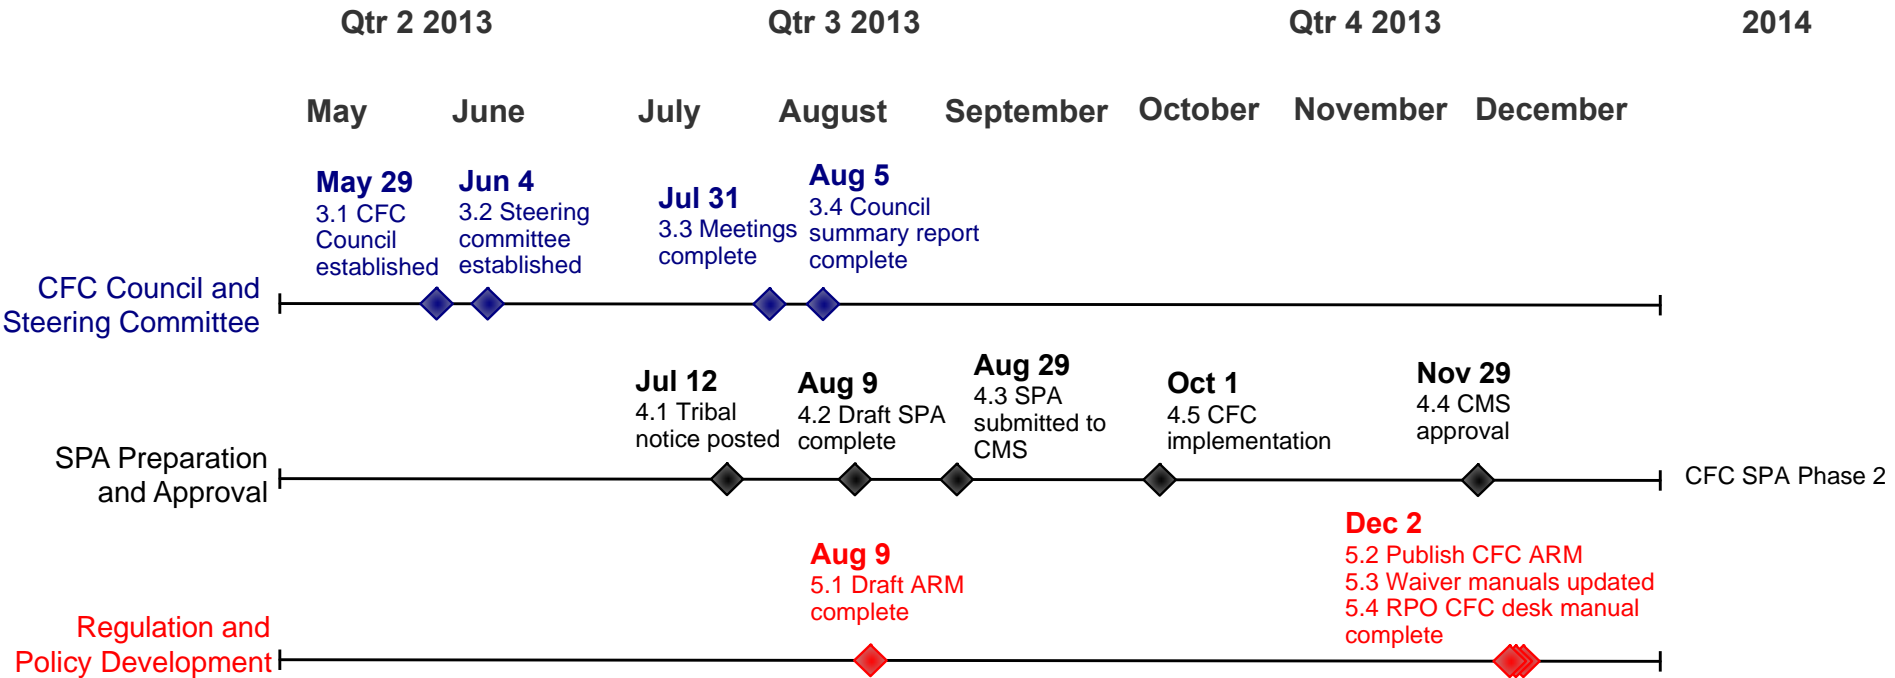 Qtr 2 2013
Qtr 3 2013
Qtr 4 2013
2014
May
June
July
August
September
October
November
December
CFC Council and
Steering Committee
May 29
3.1 CFC
Council
established
Jun 4
3.2 Steering
committee
established
Jul 31
3.3 Meetings
complete
Aug 5
3.4 Council
summary report
complete
SPA Preparation
and Approval
Jul 12
4.1 Tribal
notice posted
Aug 9
4.2 Draft SPA
complete
Aug 29
4.3 SPA
submitted to
CMS
Oct 1
4.5 CFC
implementation
Nov 29
4.4 CMS
approval
CFC SPA Phase 2
Regulation and
Policy Development
Aug 9
5.1 Draft ARM
complete
Dec 2
5.2 Publish CFC ARM
5.3 Waiver manuals updated
5.4 RPO CFC desk manual
complete